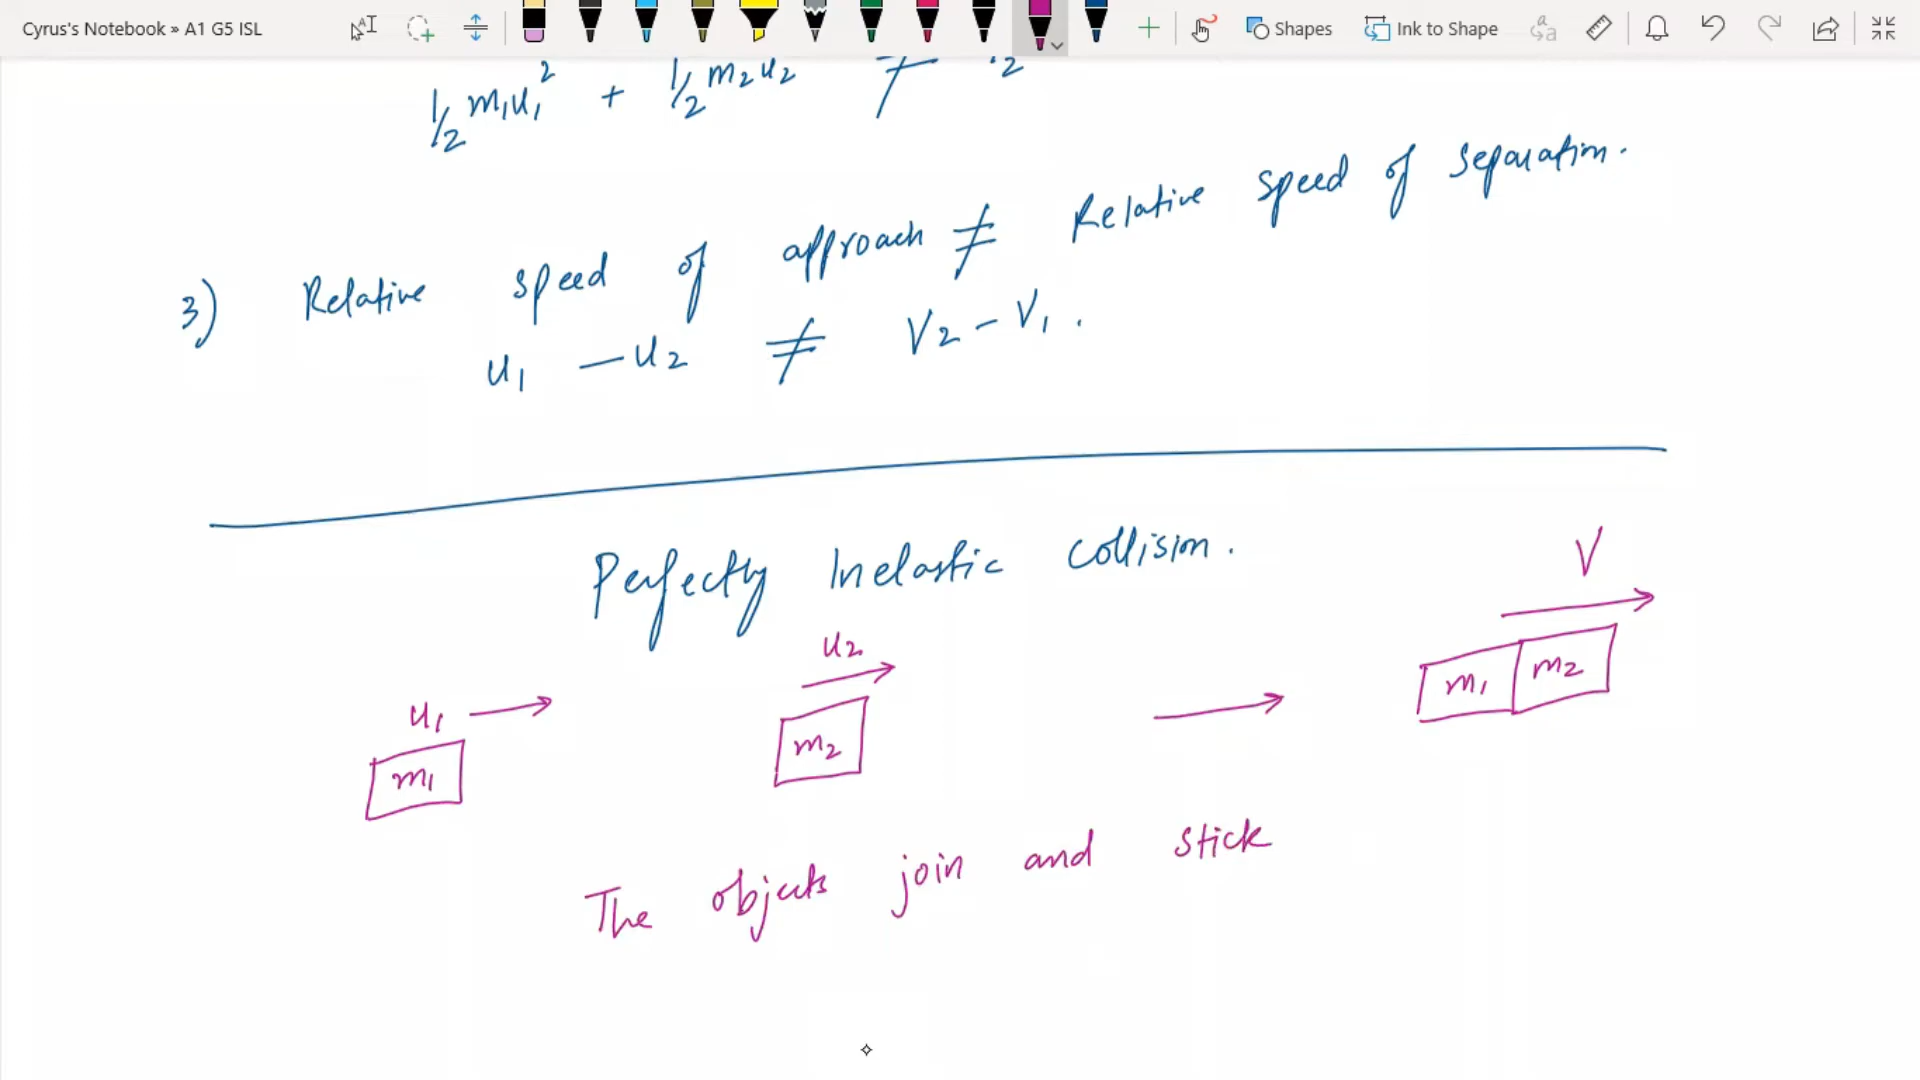 Cyrus's Notebook » A1 G5 ISL
Shapes
Ink to Shape
1/2 m1u1² + 1/2 m2u2 ≠
3) Relative speed of approach ≠ Relative speed of separation.
u1 – u2 ≠ V2 – V1.
Perfectly Inelastic Collision.
V
u2
u1
m1 m2
m2
m1
The objects join and stick